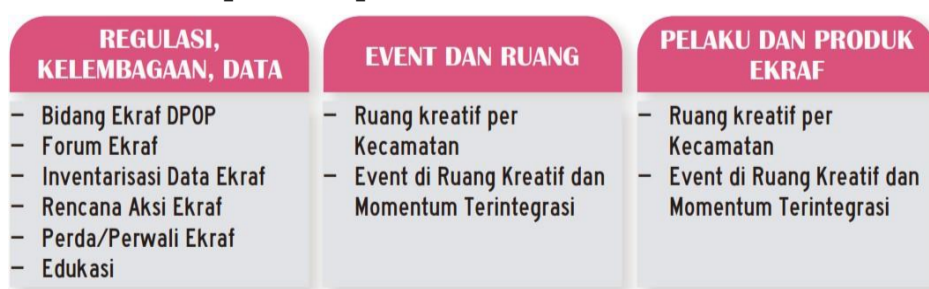 REGULASI,
KELEMBAGAAN, DATA
– Bidang Ekraf DPOP
– Forum Ekraf
– Inventarisasi Data Ekraf
– Rencana Aksi Ekraf
– Perda/Perwali Ekraf
– Edukasi
EVENT DAN RUANG
– Ruang kreatif per
Kecamatan
– Event di Ruang Kreatif dan
Momentum Terintegrasi
PELAKU DAN PRODUK
EKRAF
– Ruang kreatif per
Kecamatan
– Event di Ruang Kreatif dan
Momentum Terintegrasi